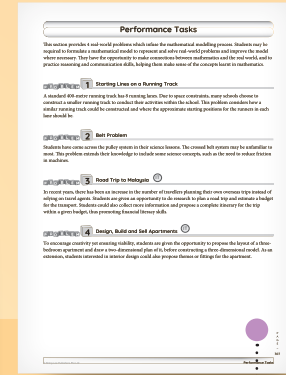 Performance Tasks
This section provides 4 real-world problems which infuse the mathematical modelling process. Students may be
required to formulate a mathematical model to represent and solve real-world problems and improve the model
where necessary. They have the opportunity to make connections between mathematics and the real world, and to
practice reasoning and communication skills, helping them make sense of the concepts learnt in mathematics.
1 Starting Lines on a Running Track
A standard 400-metre running track has 8 running lanes. Due to space constraints, many schools choose to
construct a smaller running track to conduct their activities within the school. This problem considers how a
similar running track could be constructed and where the approximate starting positions for the runners in each
lane should be.
2 Belt Problem
Students have come across the pulley system in their science lessons. The crossed belt system may be unfamiliar to
most. This problem extends their knowledge to include some science concepts, such as the need to reduce friction
in machines.
3 Road Trip to Malaysia
In recent years, there has been an increase in the number of travellers planning their own overseas trips instead of
relying on travel agents. Students are given an opportunity to do research to plan a road trip and estimate a budget
for the transport. Students could also collect more information and propose a complete itinerary for the trip
within a given budget, thus promoting financial literacy skills.
4 Design, Build and Sell Apartments
To encourage creativity yet ensuring viability, students are given the opportunity to propose the layout of a three-
bedroom apartment and draw a two-dimensional plan of it, before constructing a three-dimensional model. As an
extension, students interested in interior design could also propose themes or fittings for the apartment.
Performance Tasks